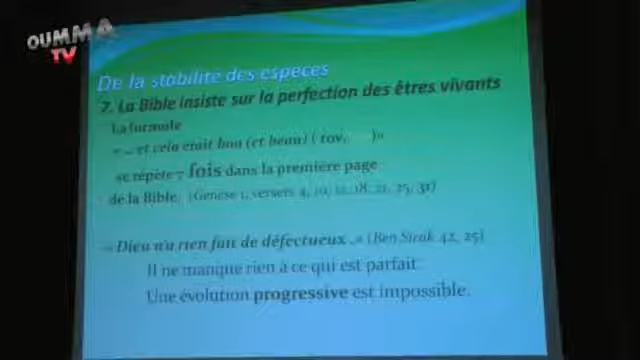 OUMMA
TV
De la stabilité des espèces
7. La Bible insiste sur la perfection des êtres vivants
La formule
« … et cela était bon (et beau) ( tov, )»
se répète 7 fois dans la première page
de la Bible. (Genèse 1, versets 4, 10, 12, 18, 21, 25, 31)
« Dieu n'a rien fait de défectueux .» (Ben Sirak 42, 25)
Il ne manque rien à ce qui est parfait.
Une évolution progressive est impossible.